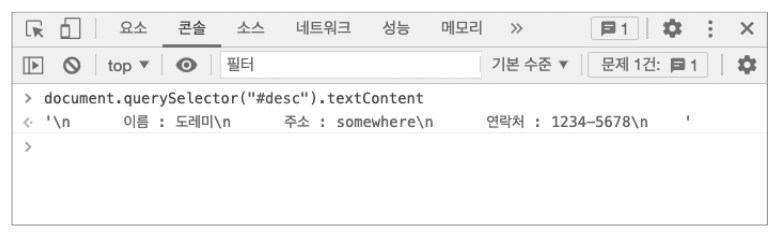 요소 콘솔 소스 네트워크 성능 메모리 » 1
top ▼ 필터 기본 수준 ▼ 문제 1건: 1
> document.querySelector("#desc").textContent
'\n      이름 : 도레미\n      주소 : somewhere\n      연락처 : 1234-5678\n    '
>